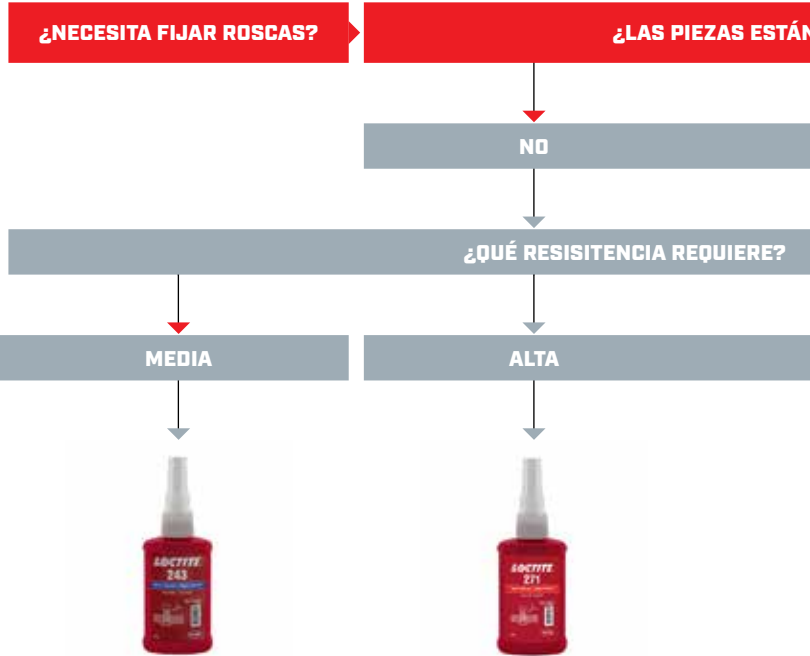 ¿NECESITA FIJAR ROSCAS?
¿LAS PIEZAS ESTÁN
NO
¿QUÉ RESISITENCIA REQUIERE?
MEDIA
ALTA
LOCTITE
243
LOCTITE
271